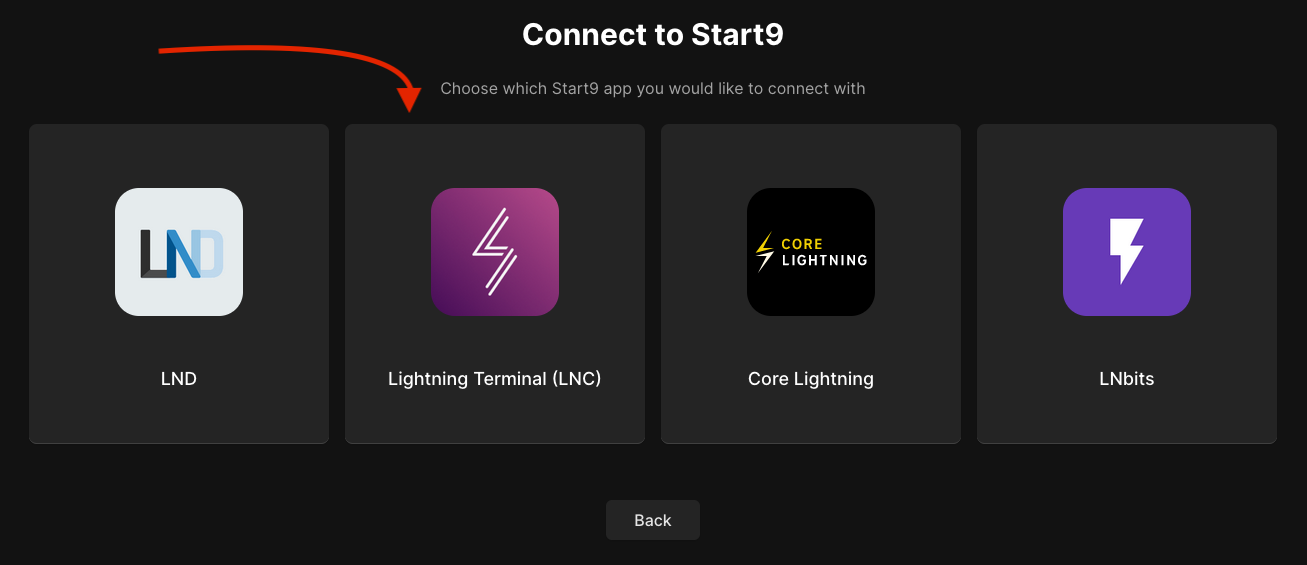 Connect to Start9
Choose which Start9 app you would like to connect with
LND
CORE
LIGHTNING
LND
Lightning Terminal (LNC)
Core Lightning
LNbits
Back